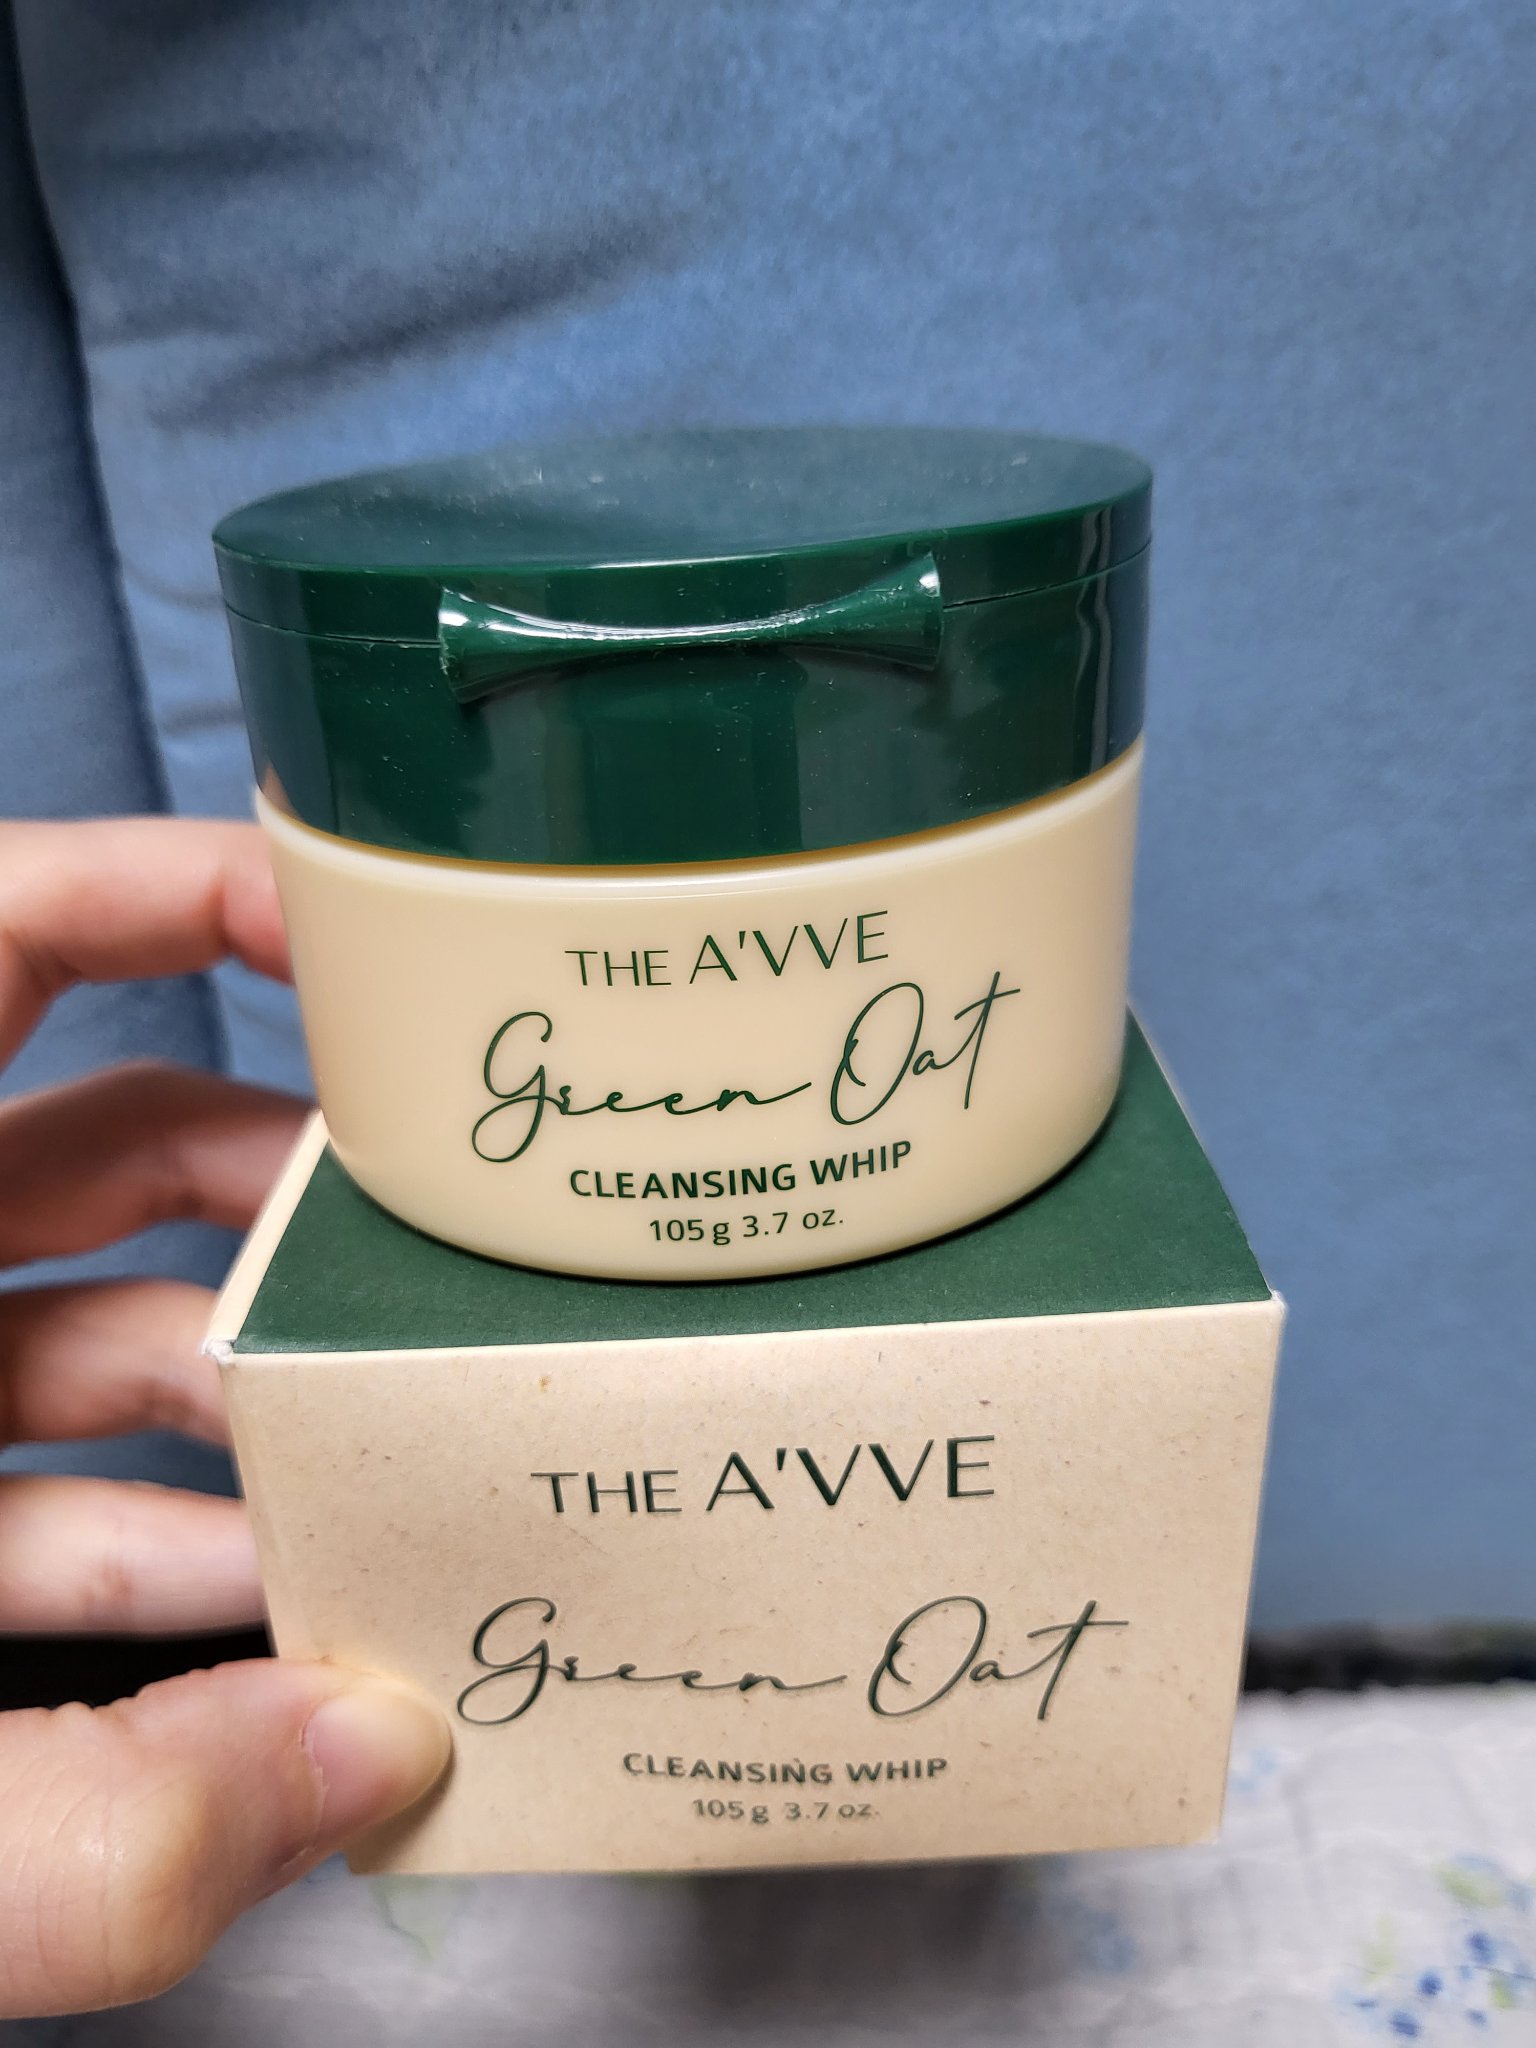 THE A'VVE
Green Oat
CLEANSING WHIP
105g 3.7 oz.
THE A'VVE
Green Oat
CLEANSING WHIP
105g 3.7 oz.